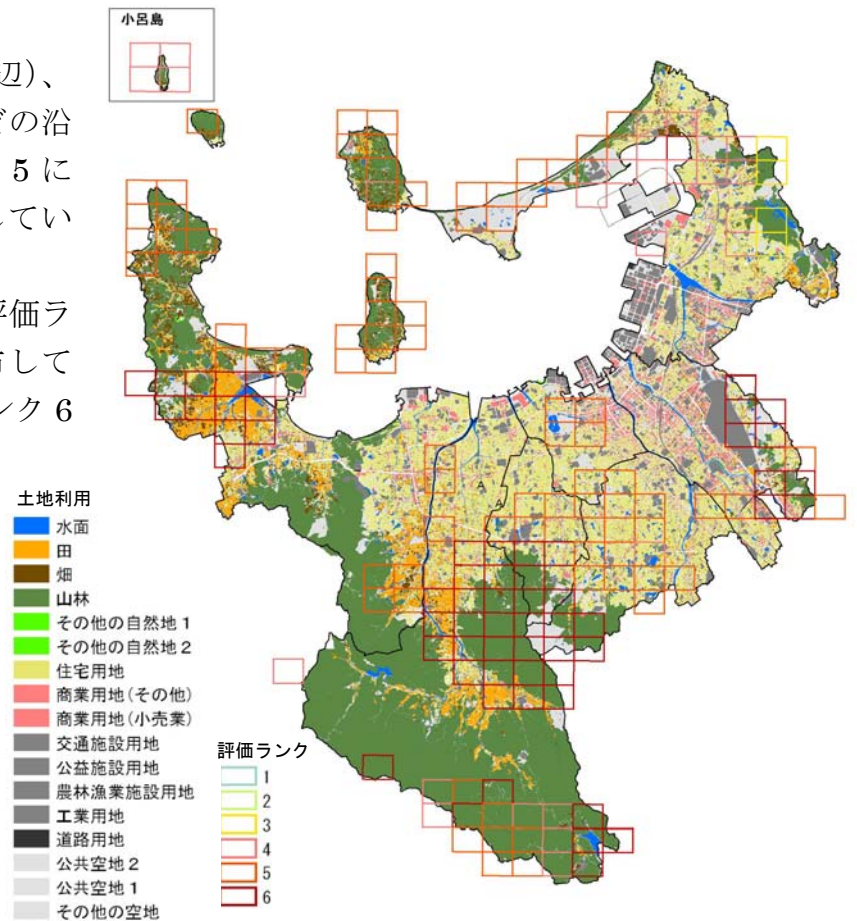 小呂島
辺)、
どの沿
5 に
てい
平価ラ
布して
ンク 6
土地利用
水面
田
畑
山林
その他の自然地 1
その他の自然地 2
住宅用地
商業用地(その他)
商業用地(小売業)
交通施設用地
公益施設用地
農林漁業施設用地
工業用地
道路用地
公共空地 2
公共空地 1
その他の空地
評価ランク
1
2
3
4
5
6
A